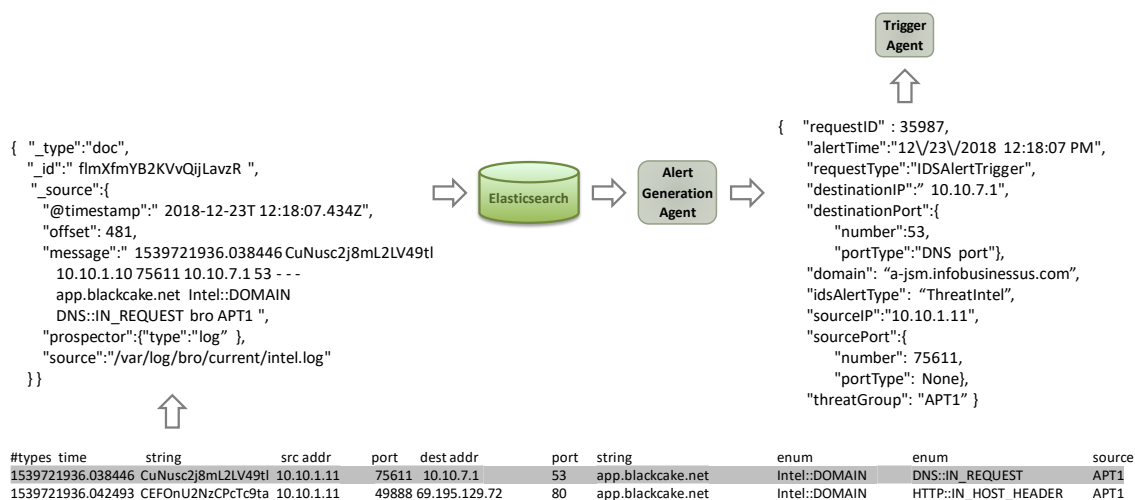 Trigger
Agent
{ "_type":"doc",
"_id":" flmXfmYB2KVvQijLavzR ",
"_source":{
"@timestamp":" 2018-12-23T 12:18:07.434Z",
"offset": 481,
"message":" 1539721936.038446 CuNusc2j8mL2LV49tl
10.10.1.10 75611 10.10.7.1 53 - - -
app.blackcake.net Intel::DOMAIN
DNS::IN_REQUEST bro APT1 ",
"prospector":{"type":"log” },
"source":"/var/log/bro/current/intel.log"
} }
Elasticsearch
Alert
Generation
Agent
{ "requestID" : 35987,
"alertTime":"12\/23\/2018 12:18:07 PM",
"requestType":"IDSAlertTrigger",
"destinationIP":” 10.10.7.1",
"destinationPort":{
"number":53,
"portType":"DNS port"},
"domain": “a-jsm.infobusinessus.com”,
"idsAlertType": “ThreatIntel”,
"sourceIP":"10.10.1.11",
"sourcePort":{
"number": 75611,
"portType": None},
"threatGroup": "APT1” }
#types time string src addr port dest addr port string enum enum source
1539721936.038446 CuNusc2j8mL2LV49tl 10.10.1.11 75611 10.10.7.1 53 app.blackcake.net Intel::DOMAIN DNS::IN_REQUEST APT1
1539721936.042493 CEFOnU2NzCPcTc9ta 10.10.1.11 49888 69.195.129.72 80 app.blackcake.net Intel::DOMAIN HTTP::IN_HOST_HEADER APT1